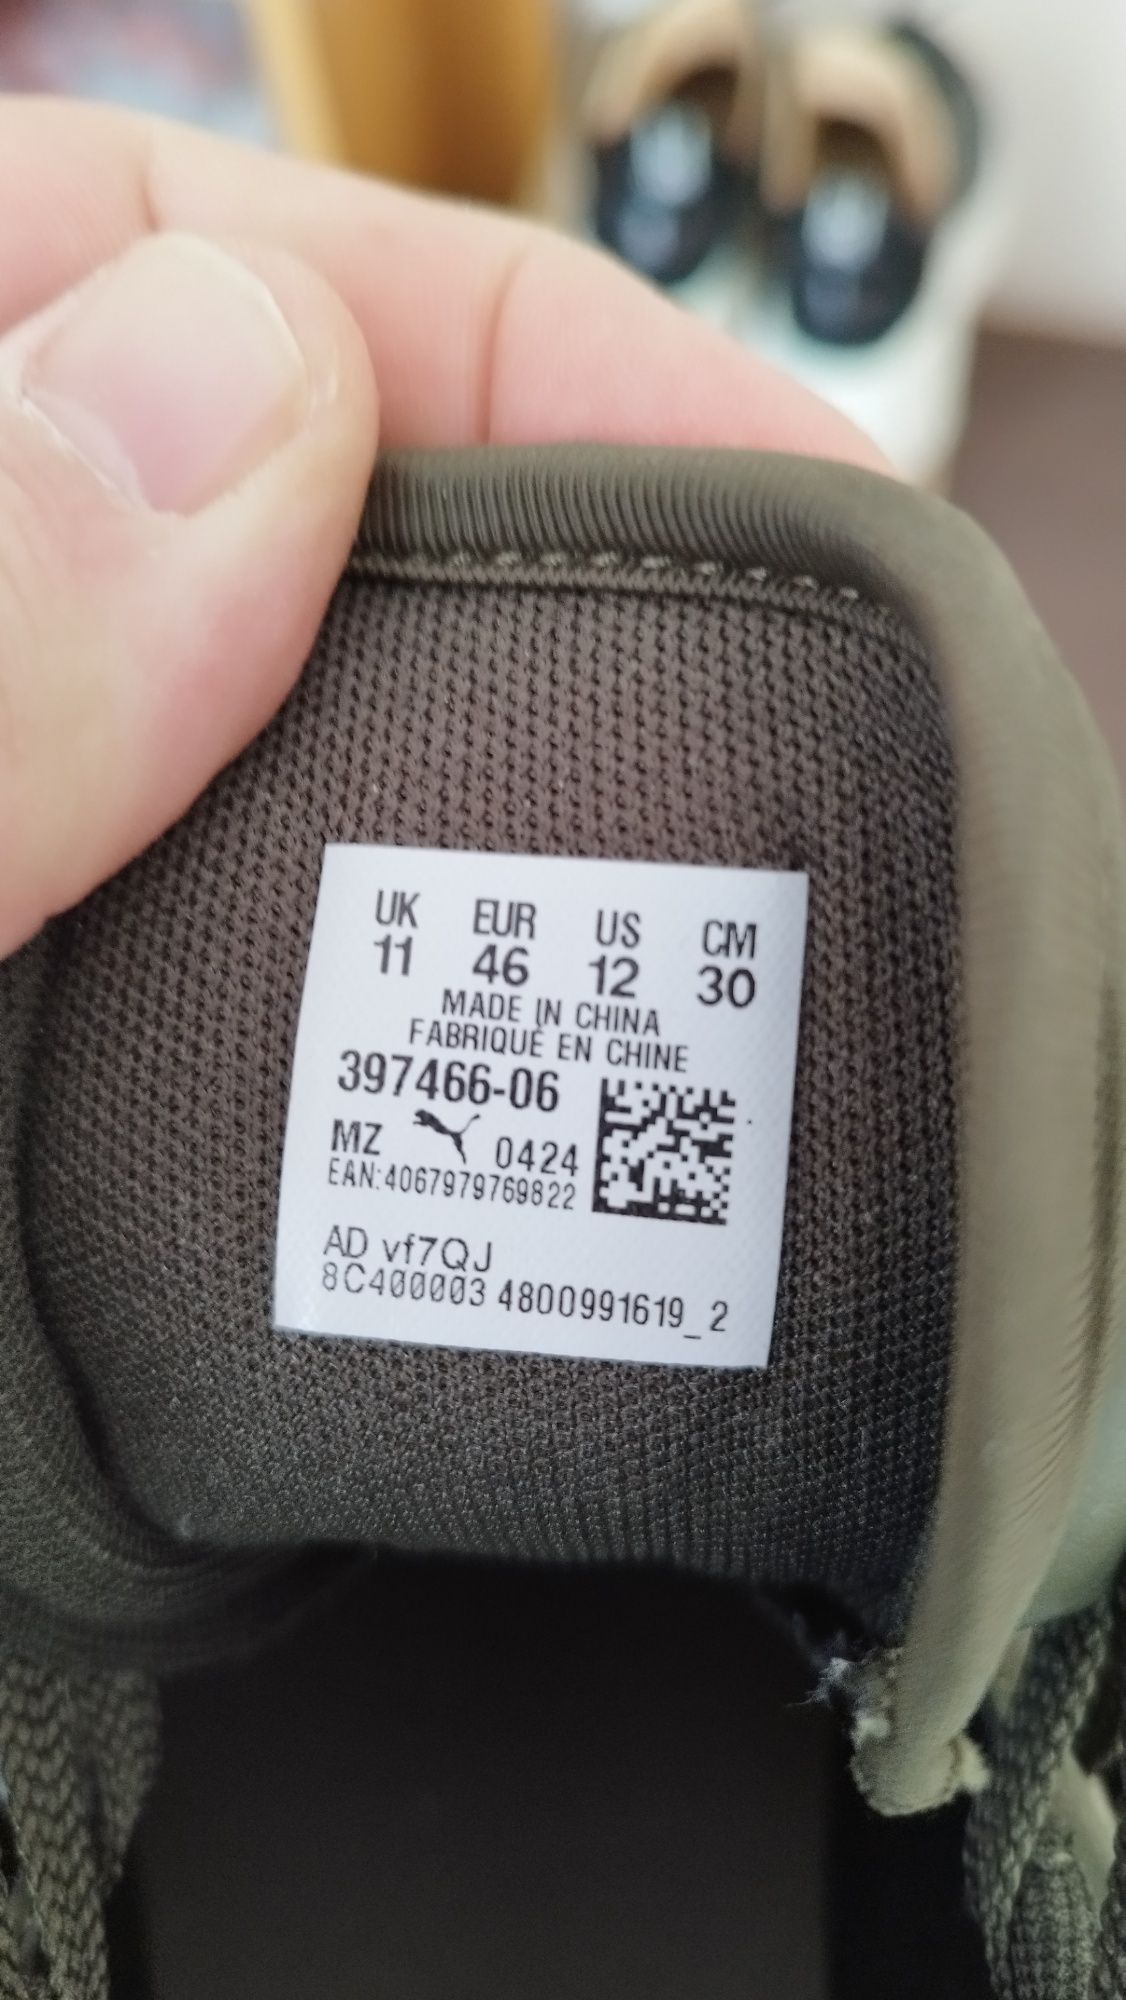 UK EUR US CM
11 46 12 30
MADE IN CHINA
FABRIQUÉ EN CHINE
397466-06
MZ 0424
EAN:4067979769822
AD vf7QJ
8C400003 4800991619_2